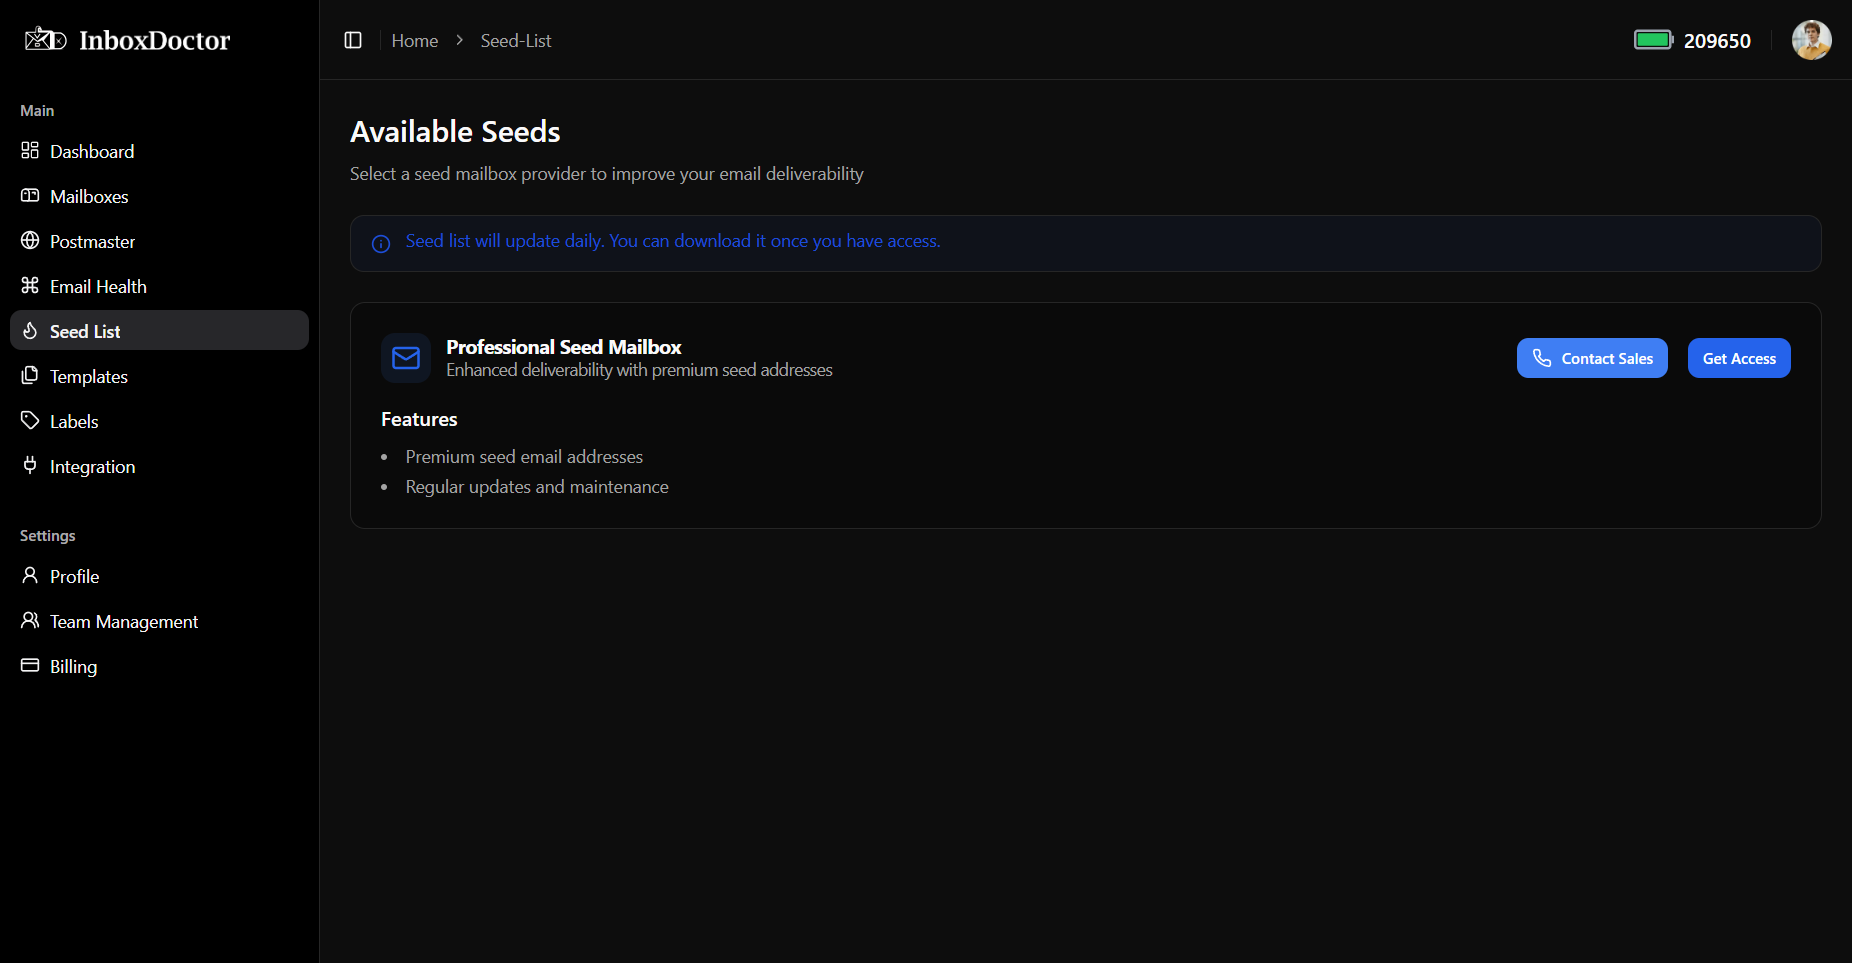 InboxDoctor
Home > Seed-List
209650
Main
Dashboard
Mailboxes
Postmaster
Email Health
Seed List
Templates
Labels
Integration
Settings
Profile
Team Management
Billing
Available Seeds
Select a seed mailbox provider to improve your email deliverability
Seed list will update daily. You can download it once you have access.
Professional Seed Mailbox
Enhanced deliverability with premium seed addresses
Contact Sales
Get Access
Features
• Premium seed email addresses
• Regular updates and maintenance